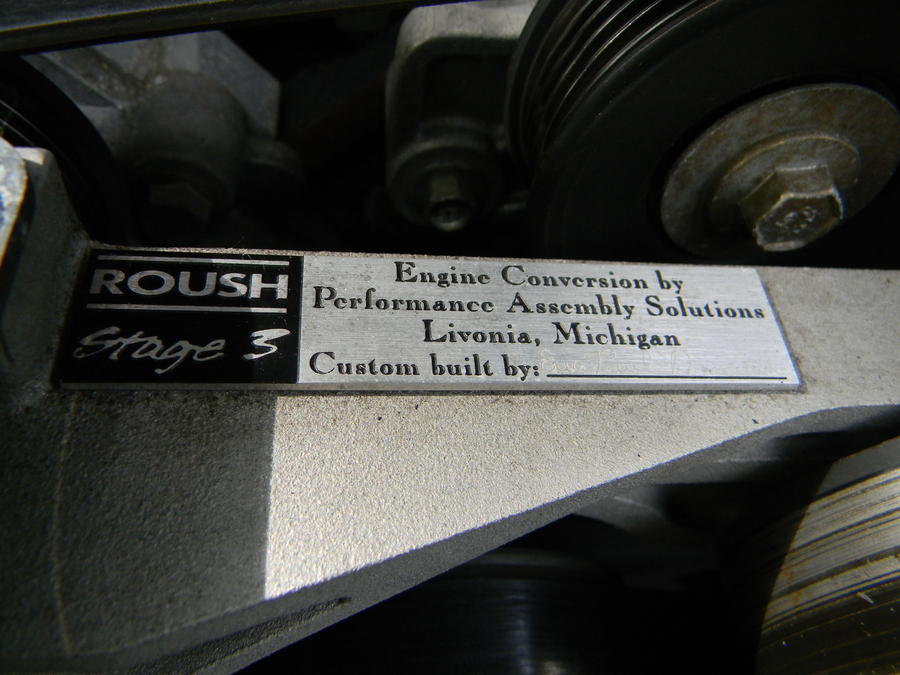 ROUSH
Stage 3
Engine Conversion by
Performance Assembly Solutions
Livonia, Michigan
Custom built by: